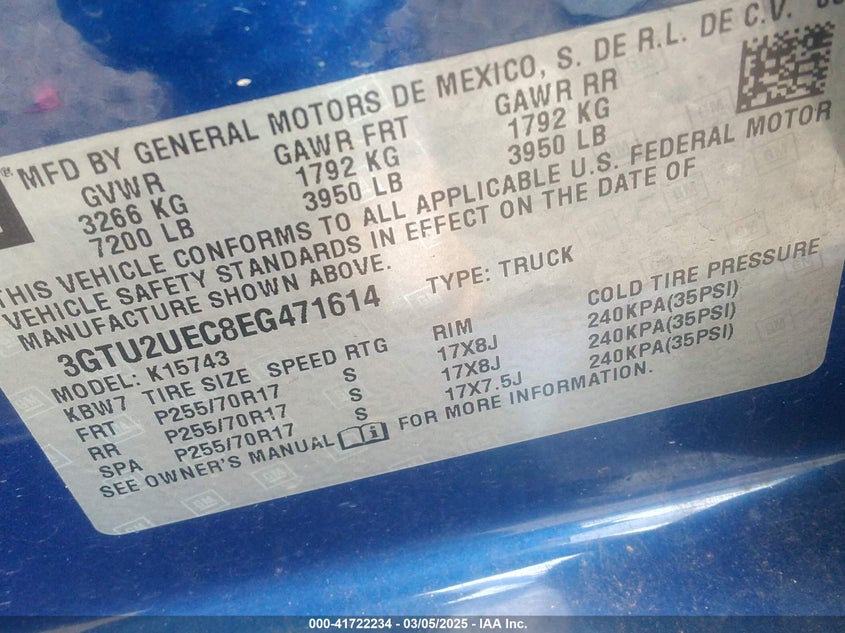 MFD BY GENERAL MOTORS DE MEXICO, S. DE R.L. DE C.V.
GVWR GAWR FRT GAWR RR
3266 KG 1792 KG 1792 KG
7200 LB 3950 LB 3950 LB
THIS VEHICLE CONFORMS TO ALL APPLICABLE U.S. FEDERAL MOTOR
VEHICLE SAFETY STANDARDS IN EFFECT ON THE DATE OF
MANUFACTURE SHOWN ABOVE.
3GTU2UEC8EG471614 TYPE: TRUCK
MODEL: K15743
KBW7 TIRE SIZE SPEED RTG RIM COLD TIRE PRESSURE
FRT P255/70R17 S 17X8J 240KPA(35PSI)
RR P255/70R17 S 17X8J 240KPA(35PSI)
SPA P255/70R17 S 17X7.5J 240KPA(35PSI)
SEE OWNER'S MANUAL FOR MORE INFORMATION.
000-41722234 - 03/05/2025 - IAA Inc.